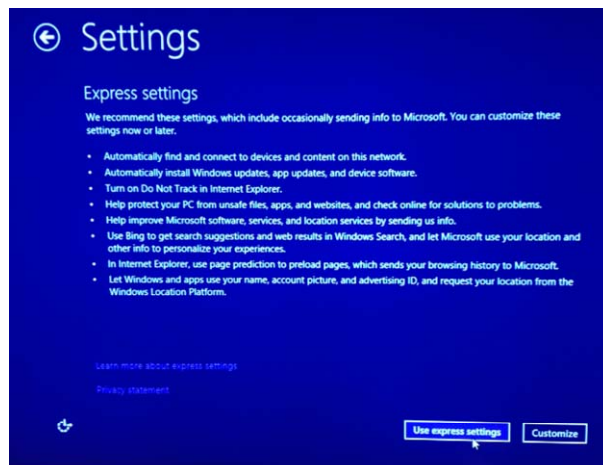 Settings
Express settings
We recommend these settings, which include occasionally sending info to Microsoft. You can customize these
settings now or later.
• Automatically find and connect to devices and content on this network.
• Automatically install Windows updates, app updates, and device software.
• Turn on Do Not Track in Internet Explorer.
• Help protect your PC from unsafe files, apps, and websites, and check online for solutions to problems.
• Help improve Microsoft software, services, and location services by sending us info.
• Use Bing to get search suggestions and web results in Windows Search, and let Microsoft use your location and
other info to personalize your experiences.
• In Internet Explorer, use page prediction to preload pages, which sends your browsing history to Microsoft.
• Let Windows and apps use your name, account picture, and advertising ID, and request your location from the
Windows Location Platform.
Learn more about express settings
Privacy statement
Use express settings
Customize